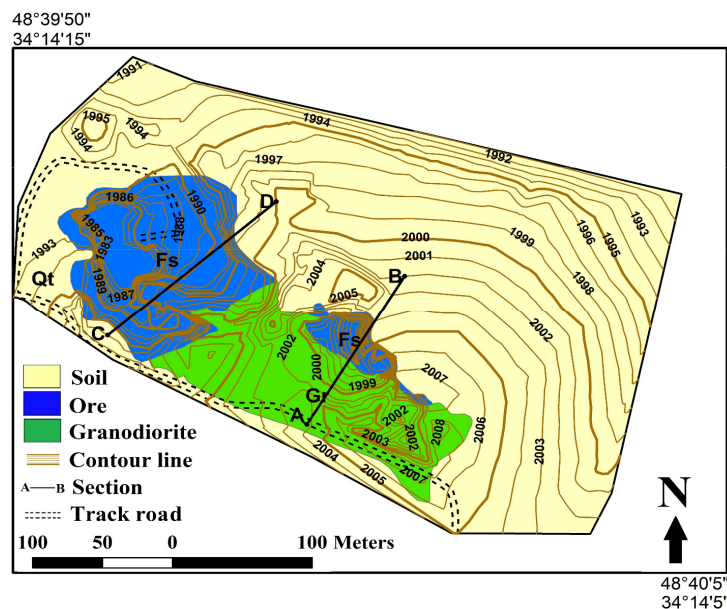 48°39'50"
34°14'15"
1991
1995
1994
1994
1994
1992
1997
1986
1990
1988
1985
1983
1993
1989
1987
Fs
Qt
C
D
2000
1999
2001
1996
1995
1993
1998
2004
2005
B
2002
2002
2000
Fs
1999
2007
Gr
A
2002
2002
2003
2008
2006
2003
2004
2005
2007
Soil
Ore
Granodiorite
Contour line
A B Section
Track road
100 50 0 100 Meters
N
48°40'5"
34°14'5"